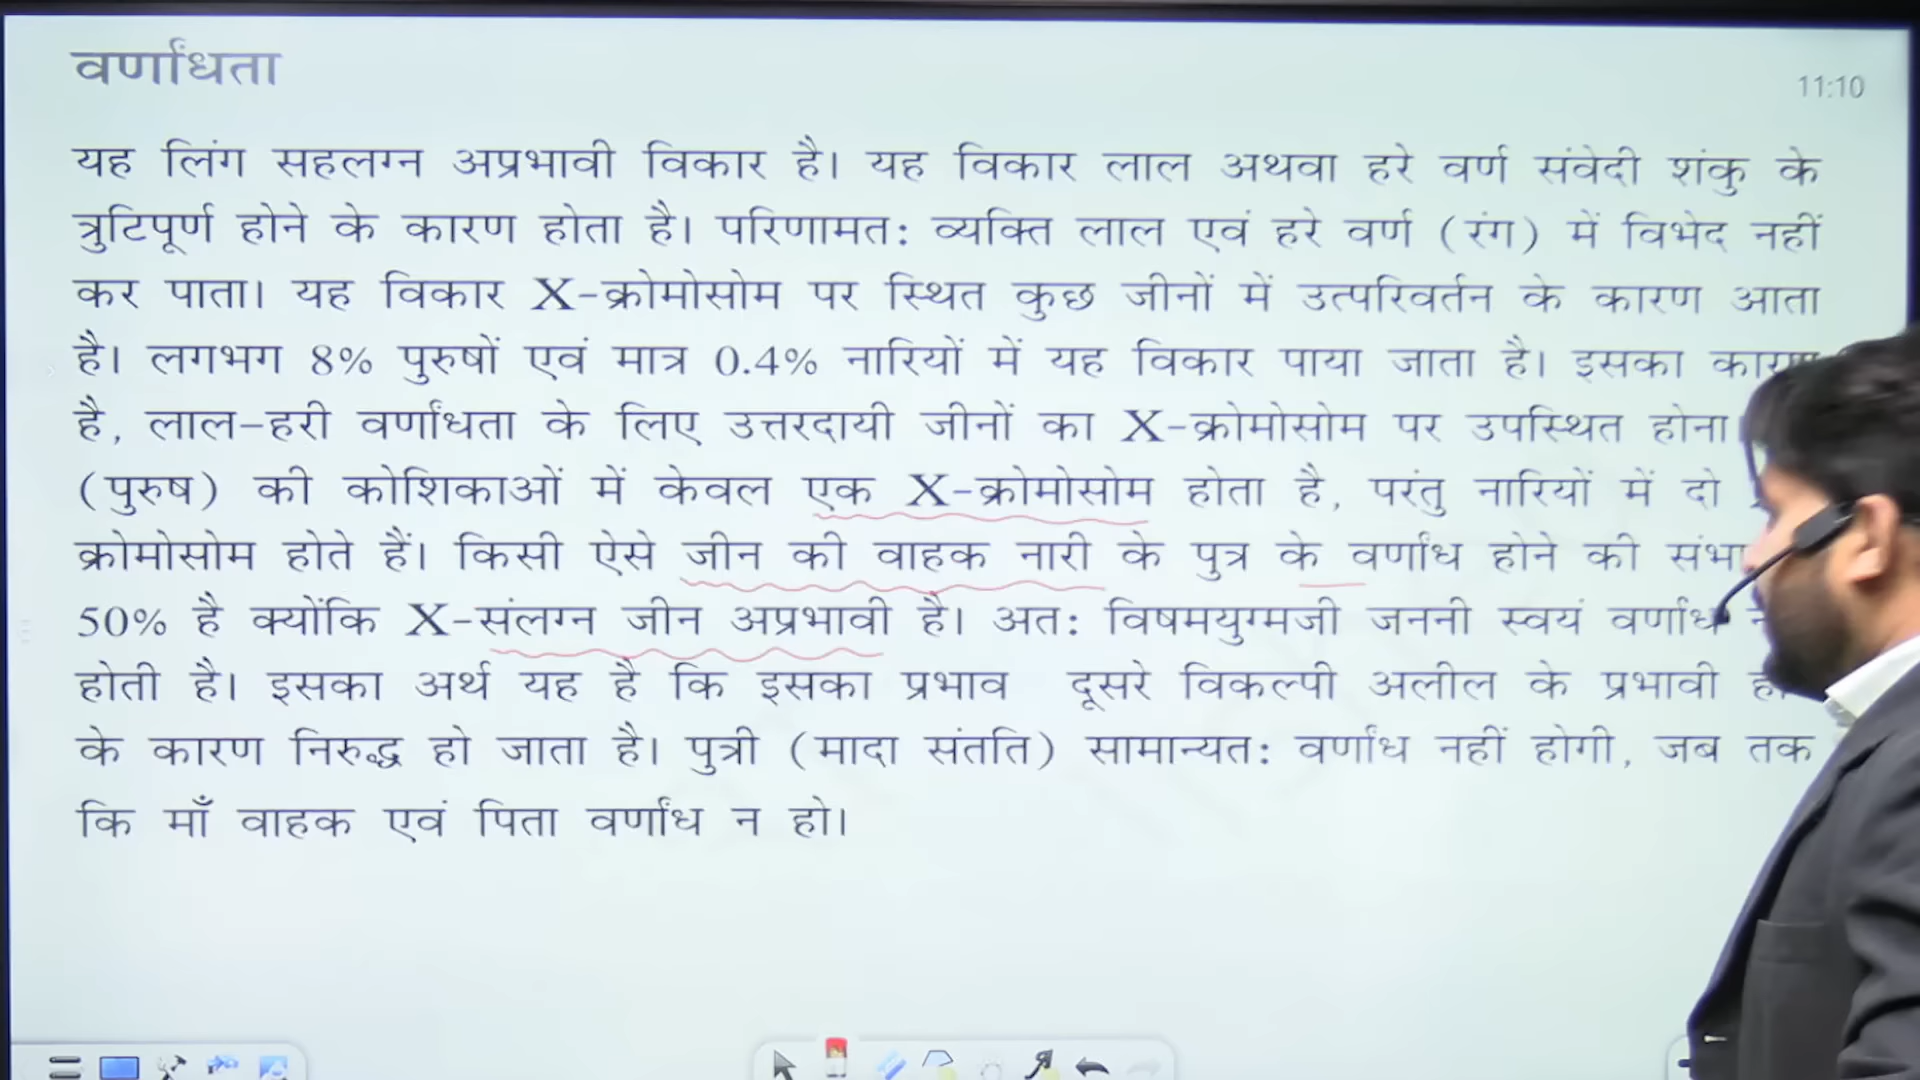 वर्णांधता
11:10
यह लिंग सहलग्न अप्रभावी विकार है। यह विकार लाल अथवा हरे वर्ण संवेदी शंकु के
त्रुटिपूर्ण होने के कारण होता है। परिणामत: व्यक्ति लाल एवं हरे वर्ण (रंग) में विभेद नहीं
कर पाता। यह विकार X-क्रोमोसोम पर स्थित कुछ जीनों में उत्परिवर्तन के कारण आता
है। लगभग 8% पुरुषों एवं मात्र 0.4% नारियों में यह विकार पाया जाता है। इसका कारण
है, लाल-हरी वर्णांधता के लिए उत्तरदायी जीनों का X-क्रोमोसोम पर उपस्थित होना
(पुरुष) की कोशिकाओं में केवल एक X-क्रोमोसोम होता है, परंतु नारियों में दो
क्रोमोसोम होते हैं। किसी ऐसे जीन की वाहक नारी के पुत्र के वर्णांध होने की
50% है क्योंकि X-संलग्न जीन अप्रभावी है। अत: विषमयुग्मजी जननी स्वयं वर्णांध
होती है। इसका अर्थ यह है कि इसका प्रभाव दूसरे विकल्पी अलील के प्रभावी
के कारण निरुद्ध हो जाता है। पुत्री (मादा संतति) सामान्यत: वर्णांध नहीं होगी, जब तक
कि माँ वाहक एवं पिता वर्णांध न हो।